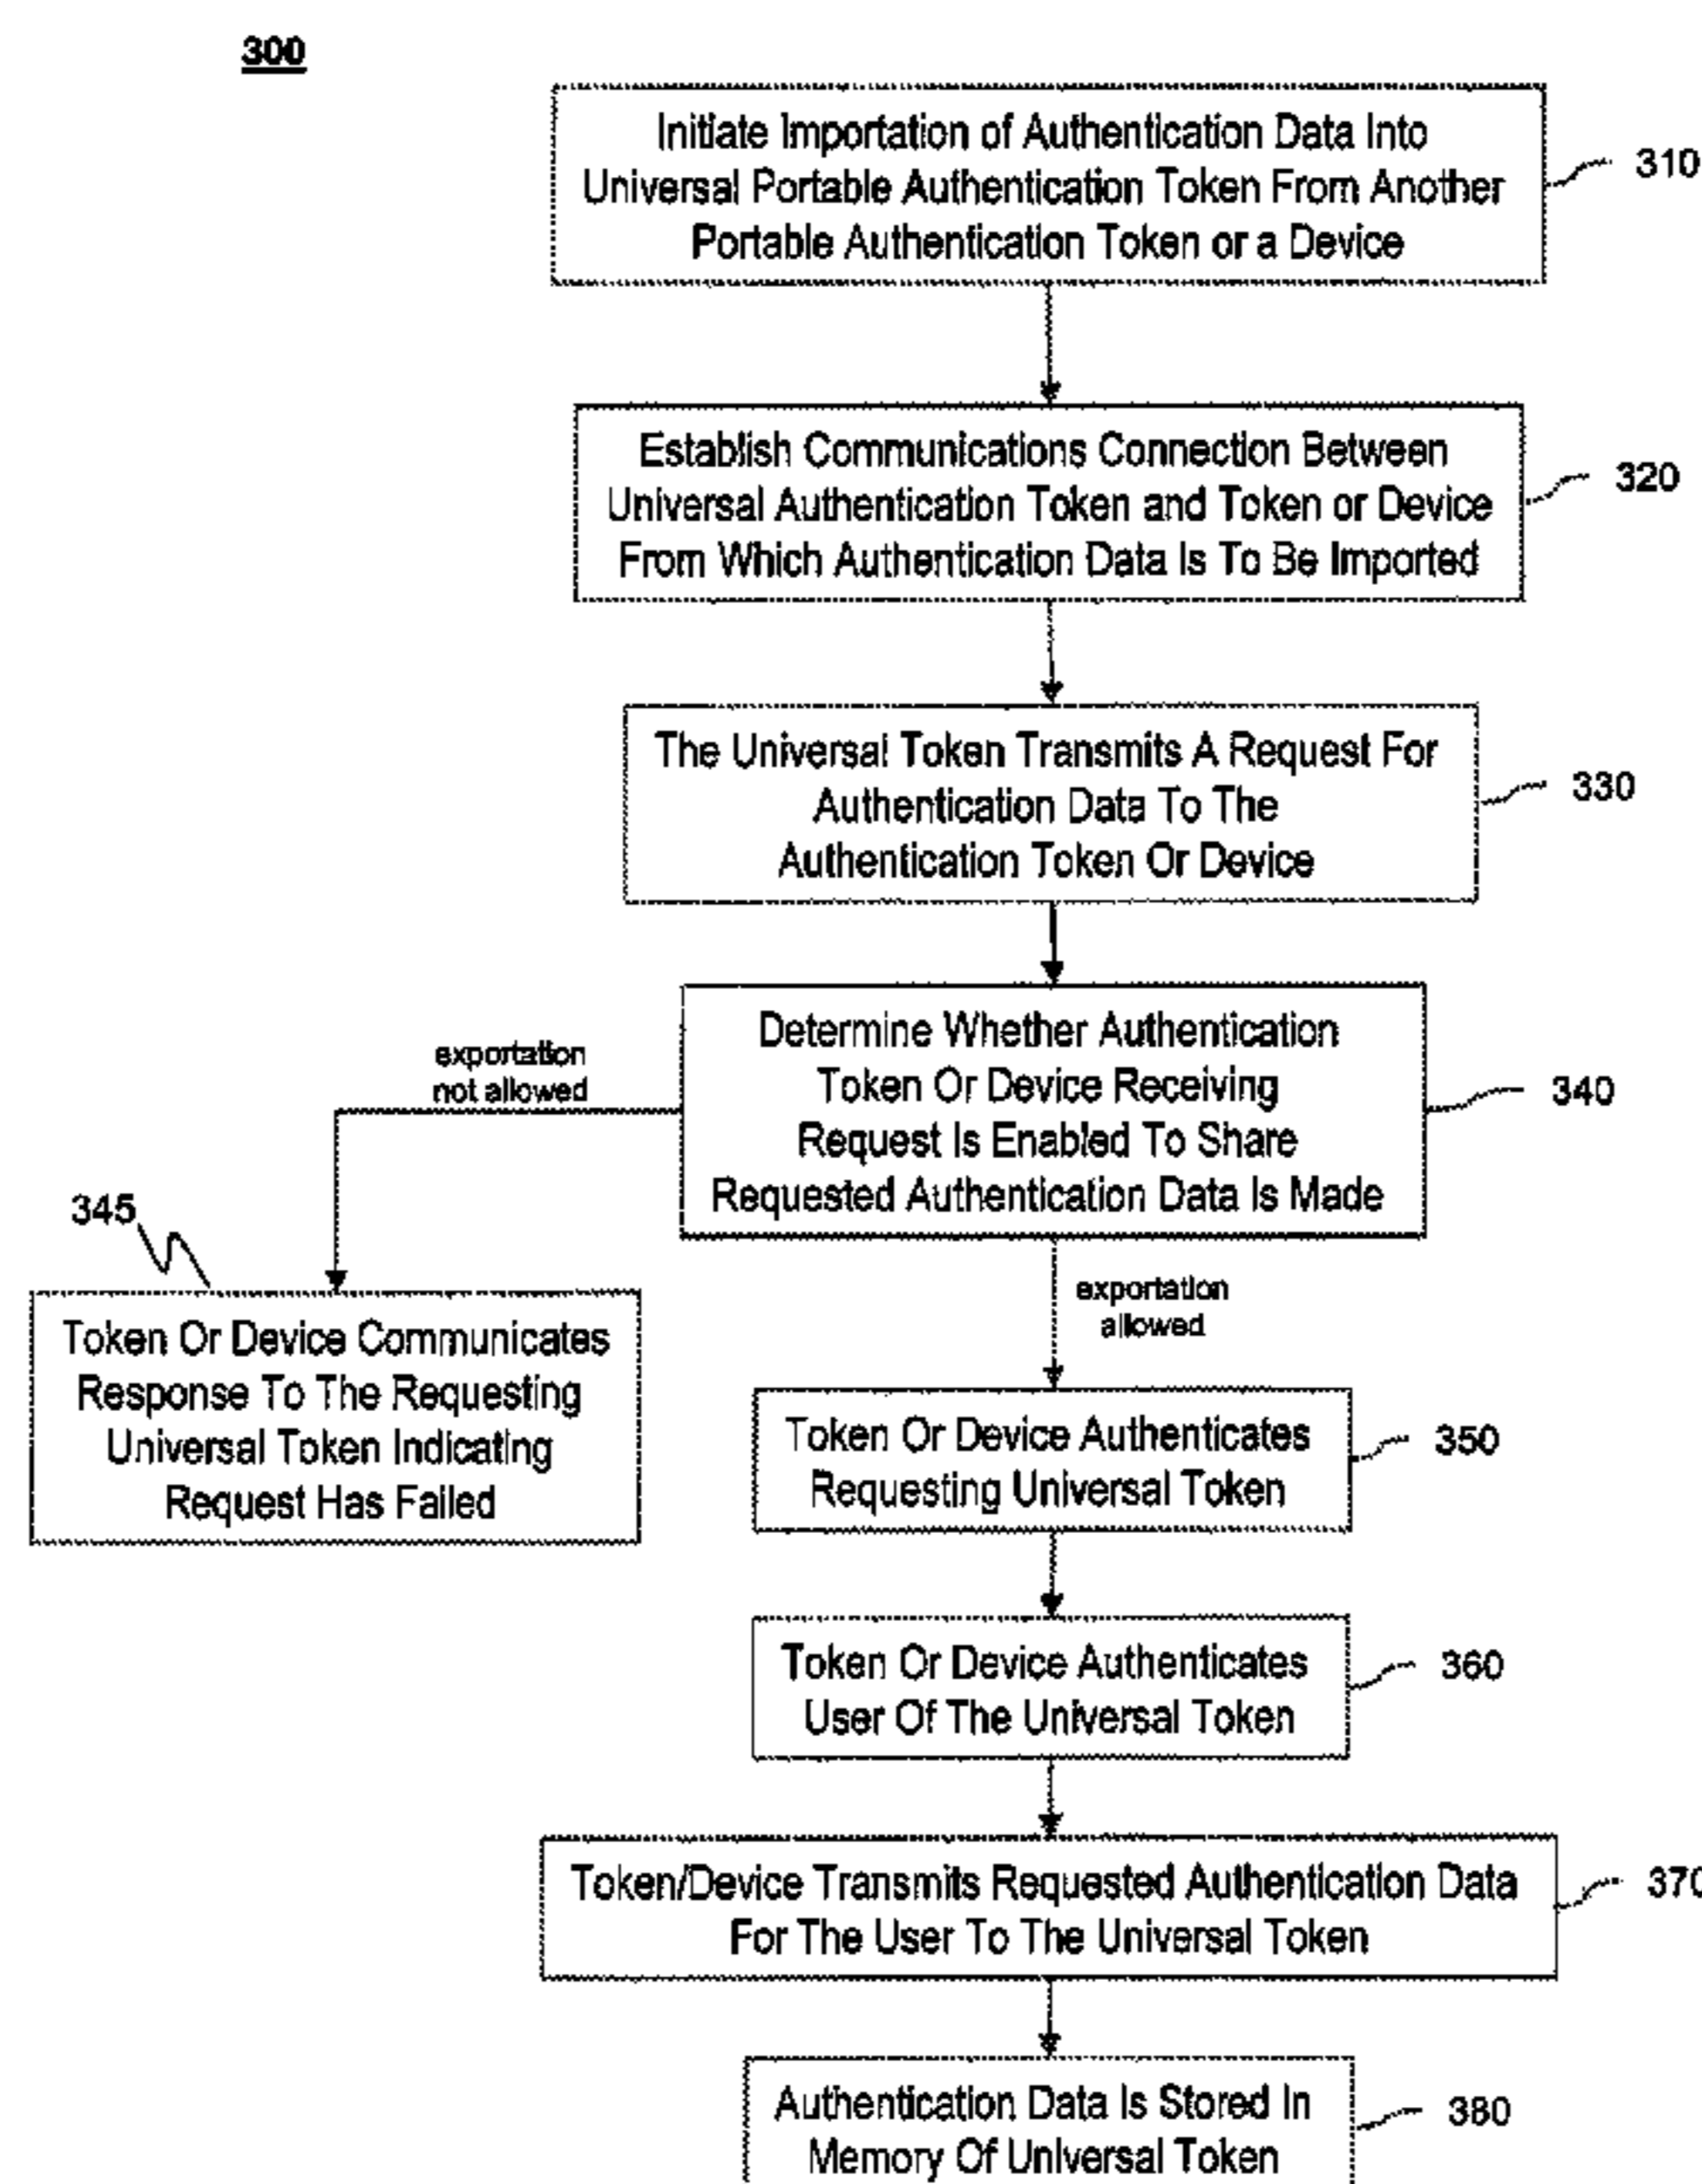 300
Initiate Importation of Authentication Data Into
Universal Portable Authentication Token From Another
Portable Authentication Token or a Device
310
Establish Communications Connection Between
Universal Authentication Token and Token or Device
From Which Authentication Data Is To Be Imported
320
The Universal Token Transmits A Request For
Authentication Data To The
Authentication Token Or Device
330
Determine Whether Authentication
Token Or Device Receiving
Request Is Enabled To Share
Requested Authentication Data Is Made
340
exportation
not allowed
345
Token Or Device Communicates
Response To The Requesting
Universal Token Indicating
Request Has Failed
exportation
allowed
Token Or Device Authenticates
Requesting Universal Token
350
Token Or Device Authenticates
User Of The Universal Token
360
Token/Device Transmits Requested Authentication Data
For The User To The Universal Token
370
Authentication Data Is Stored In
Memory Of Universal Token
380